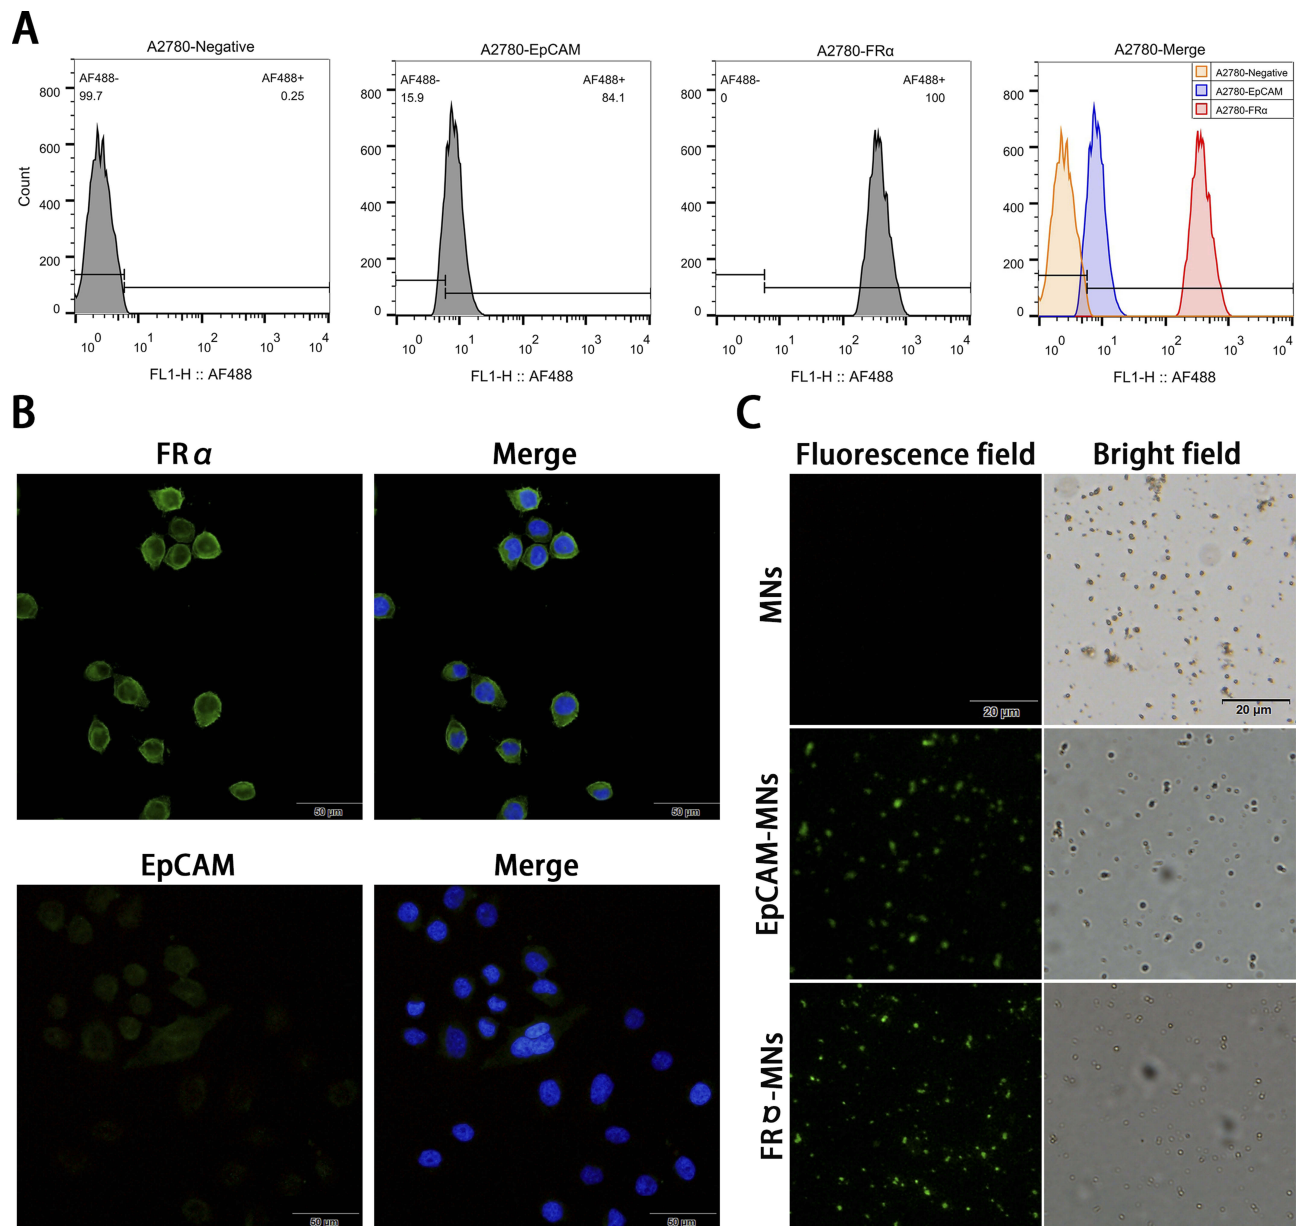 A
A2780-Negative
AF488-
99.7
AF488+
0.25
Count
800
600
400
200
0
10^0
10^1
10^2
10^3
10^4
FL1-H :: AF488
A2780-EpCAM
AF488-
15.9
AF488+
84.1
800
600
400
200
0
10^0
10^1
10^2
10^3
10^4
FL1-H :: AF488
A2780-FRα
AF488-
0
AF488+
100
800
600
400
200
0
10^0
10^1
10^2
10^3
10^4
FL1-H :: AF488
A2780-Merge
A2780-Negative
A2780-EpCAM
A2780-FRα
800
600
400
200
0
10^0
10^1
10^2
10^3
10^4
FL1-H :: AF488
B
FRα
Merge
50 μm
50 μm
EpCAM
Merge
50 μm
50 μm
C
Fluorescence field
Bright field
MNs
20 μm
20 μm
EpCAM-MNs
FRα-MNs